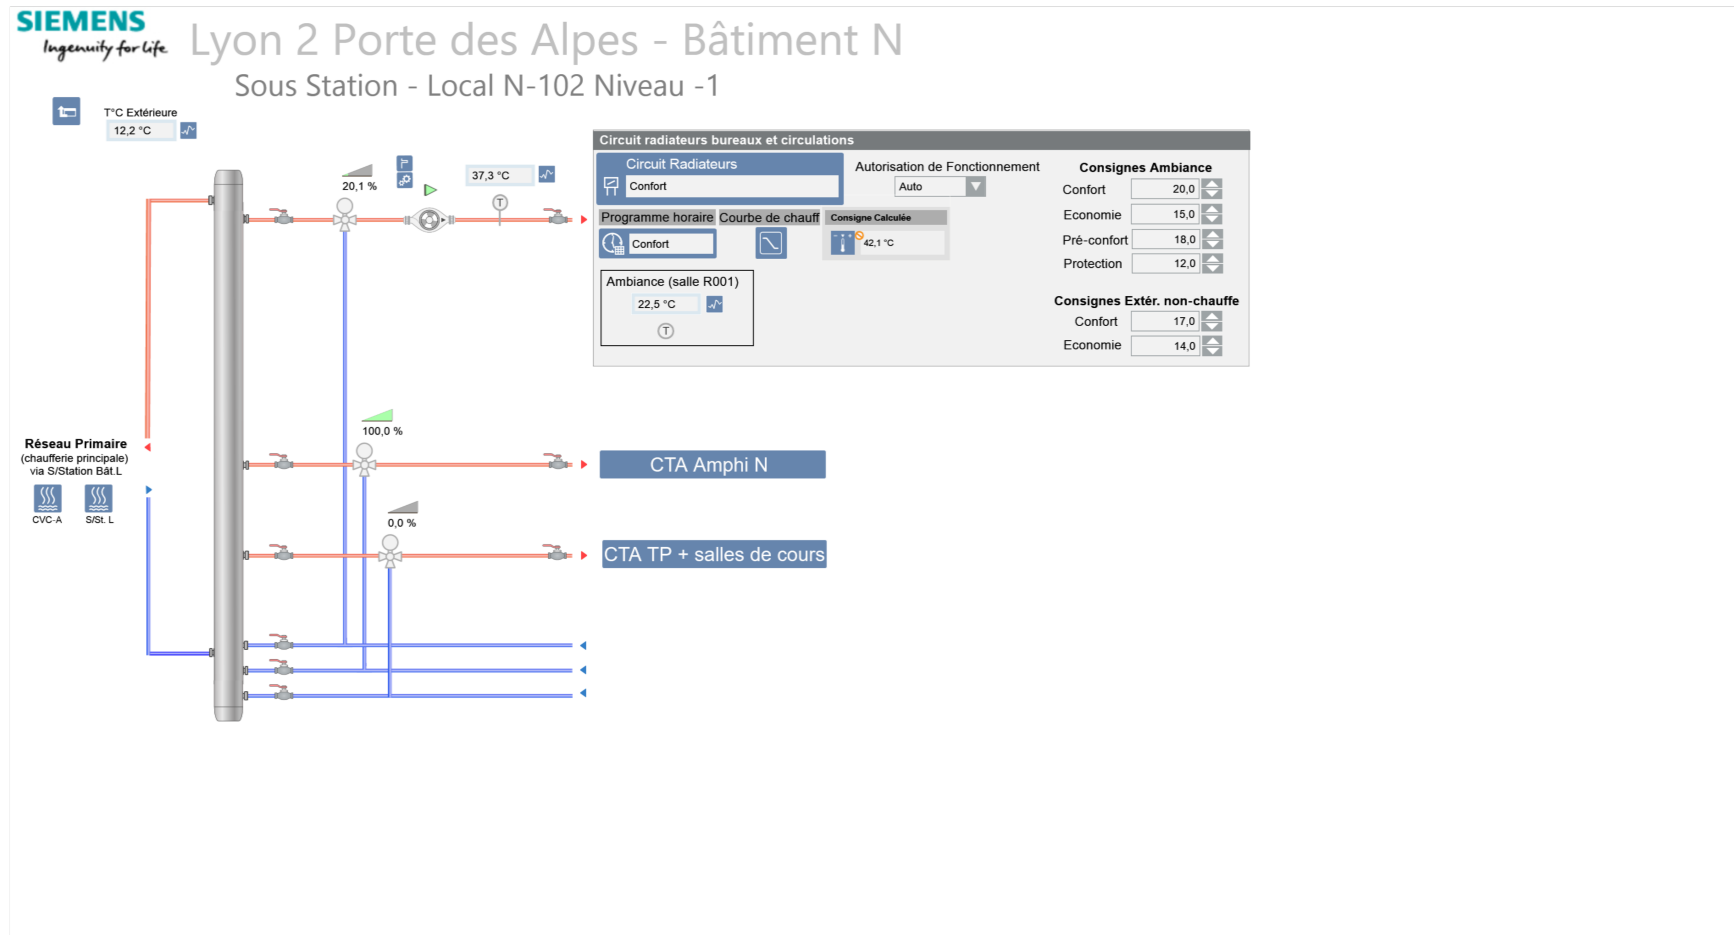 SIEMENS
Ingenuity for life
Lyon 2 Porte des Alpes - Bâtiment N
Sous Station - Local N-102 Niveau -1
T°C Extérieure
12,2 °C
20,1 %
37,3 °C
T
Circuit radiateurs bureaux et circulations
Circuit Radiateurs
Confort
Autorisation de Fonctionnement
Auto
Programme horaire
Confort
Courbe de chauff
Consigne Calculée
42,1 °C
Ambiance (salle R001)
22,5 °C
T
Consignes Ambiance
Confort 20,0
Economie 15,0
Pré-confort 18,0
Protection 12,0
Consignes Extér. non-chauffe
Confort 17,0
Economie 14,0
100,0 %
CTA Amphi N
0,0 %
CTA TP + salles de cours
Réseau Primaire
(chaufferie principale)
via S/Station Bât.L
CVC-A
S/St. L